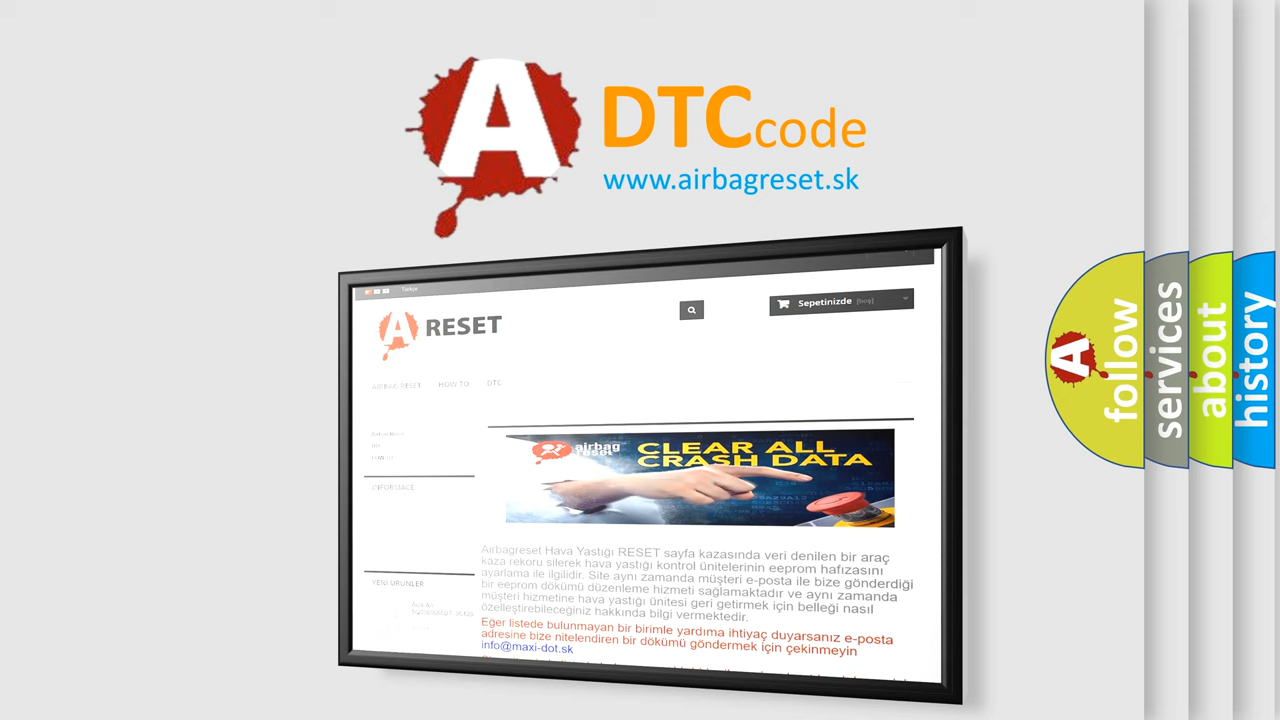 A
DTC code
www.airbagreset.sk
Türkçe
A RESET
Sepetinizde [boş]
AIRBAG RESET HOW TO DTC
airbag
reset
CLEAR ALL
CRASH DATA
INFORMACE
Airbagreset Hava Yastığı RESET sayfa kazasında veri denilen bir araç
kaza rekoru silerek hava yastığı kontrol ünitelerinin eeprom hafızasını
ayarlama ile ilgilidir. Site aynı zamanda müşteri e-posta ile bize gönderdiği
bir eeprom dökümü düzenleme hizmeti sağlamaktadır ve aynı zamanda
müşteri hizmetine hava yastığı ünitesi geri getirmek için belleği nasıl
özelleştirebileceğiniz hakkında bilgi vermektedir.
Eğer listede bulunmayan bir birimle yardıma ihtiyaç duyarsanız e-posta
adresine bize nitelendiren bir dökümü göndermek için çekinmeyin
info@maxi-dot.sk
YENI ÜRÜNLER
A
follow
services
about
history